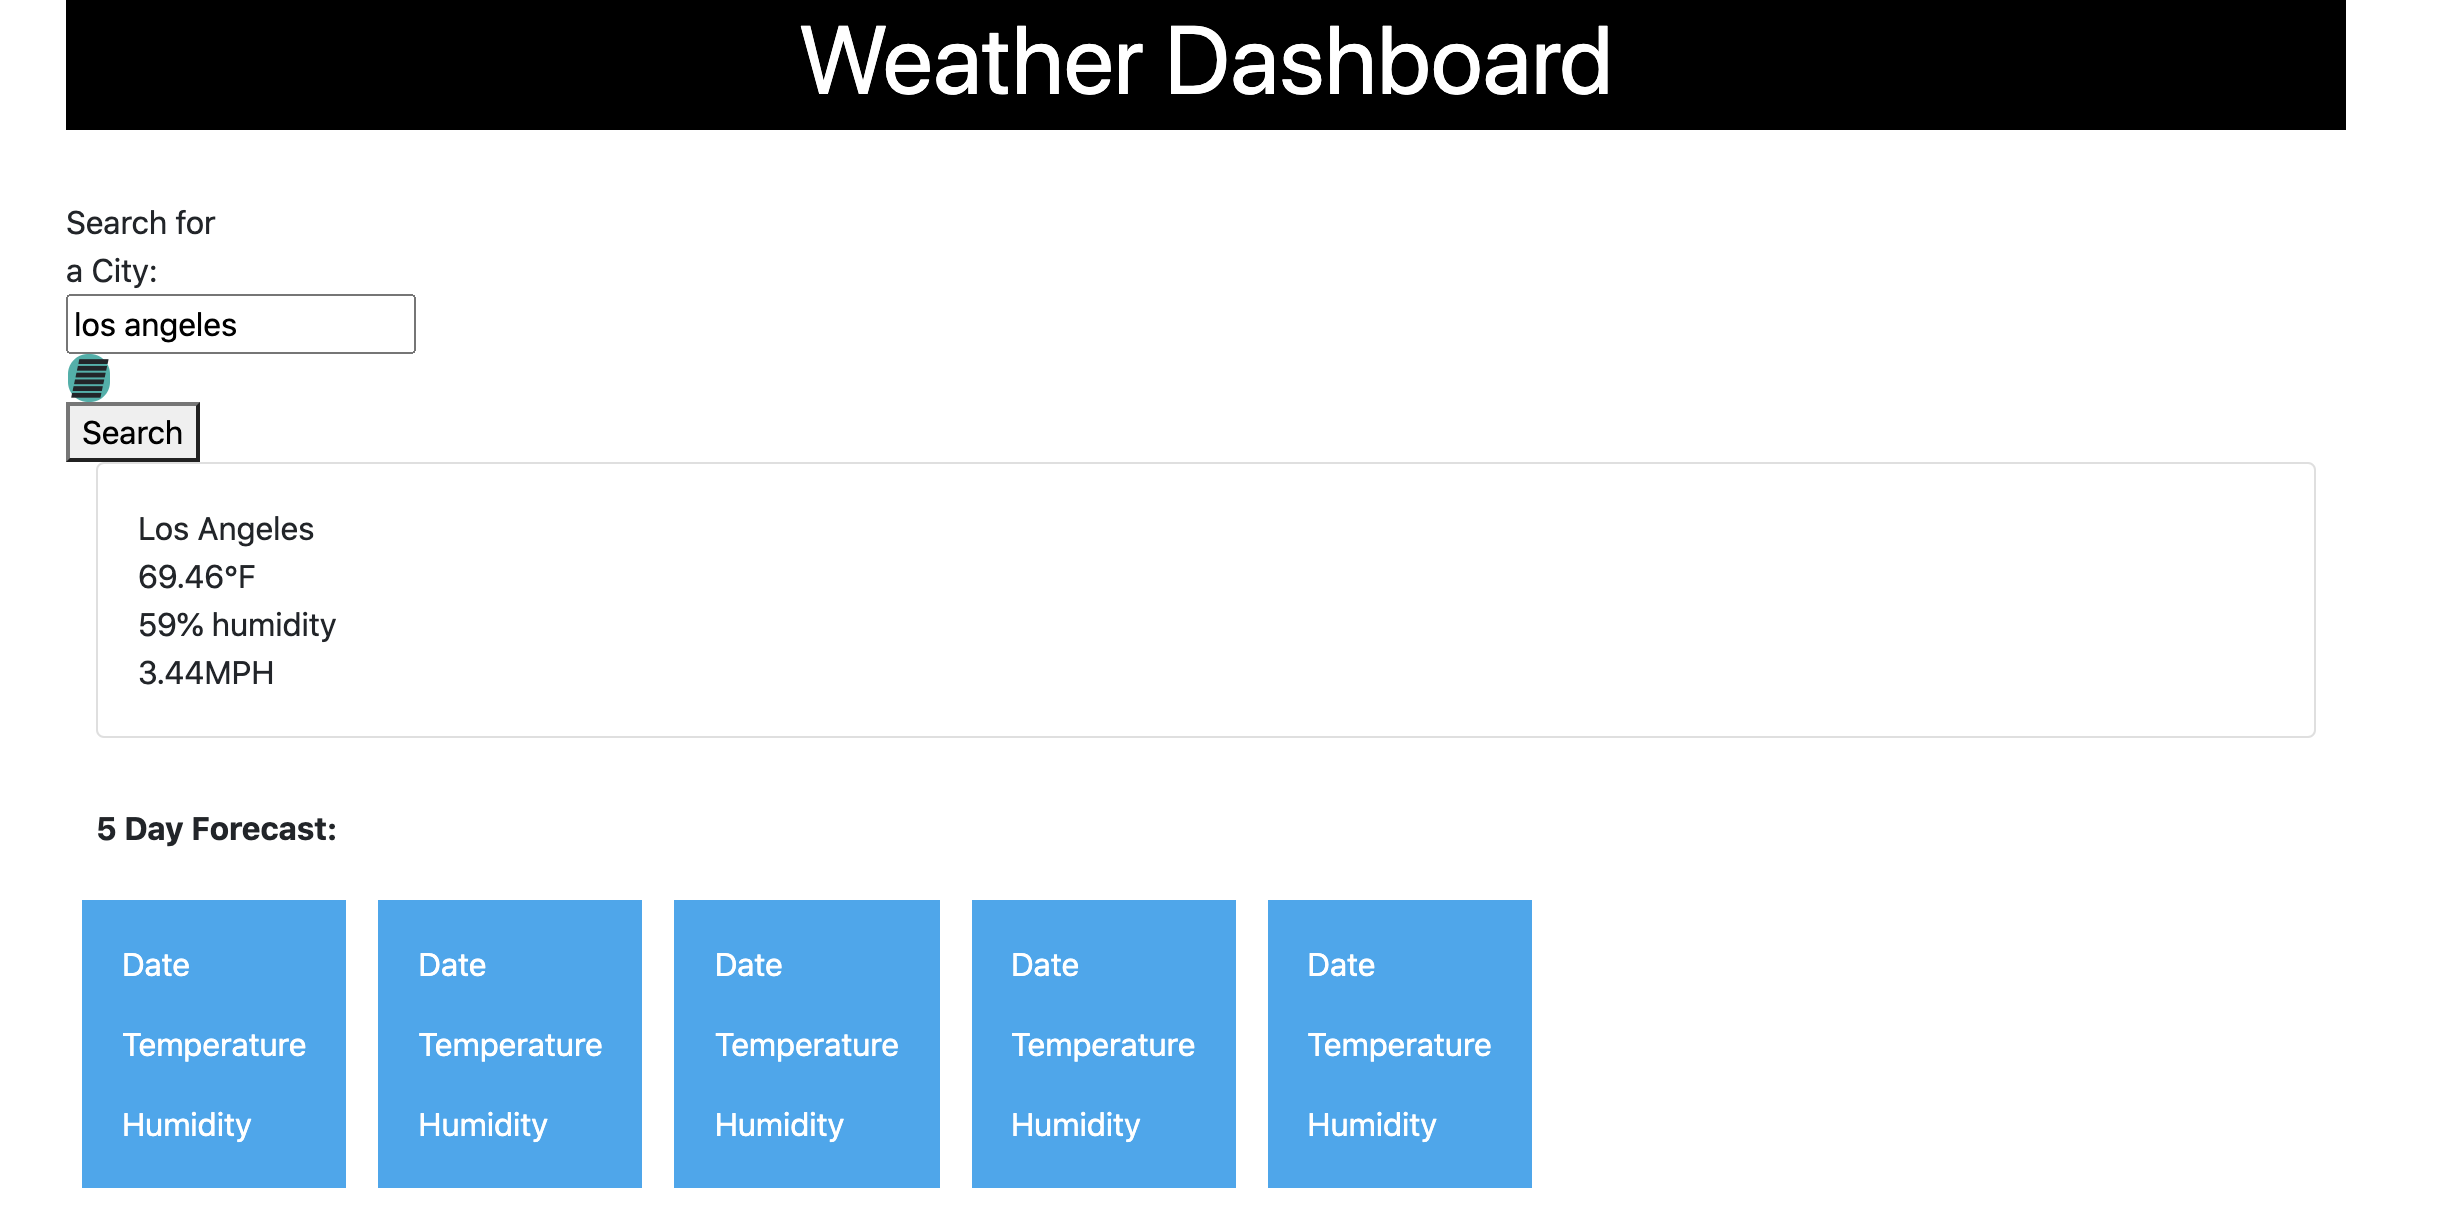 Weather Dashboard
Search for
a City:
los angeles
Search
Los Angeles
69.46°F
59% humidity
3.44MPH
5 Day Forecast:
Date
Temperature
Humidity
Date
Temperature
Humidity
Date
Temperature
Humidity
Date
Temperature
Humidity
Date
Temperature
Humidity